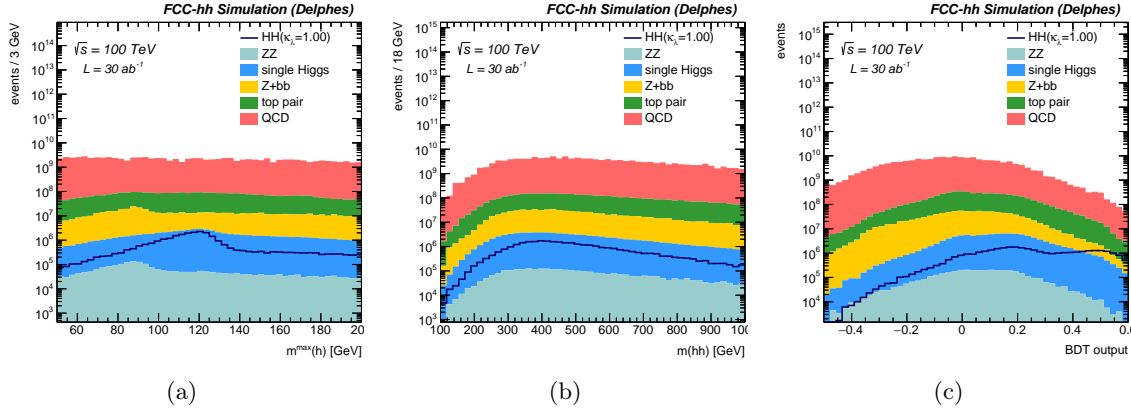 FCC-hh Simulation (Delphes)
events / 3 GeV
10¹⁴
10¹³
10¹²
10¹¹
10¹⁰
10⁹
10⁸
10⁷
10⁶
10⁵
10⁴
10³
√s = 100 TeV
L = 30 ab⁻¹
HH(κλ=1.00)
ZZ
single Higgs
Z+bb
top pair
QCD
60 80 100 120 140 160 180 20
mᵐᵃˣ(h) [GeV]
(a)
FCC-hh Simulation (Delphes)
events / 18 GeV
10¹⁶
10¹⁵
10¹⁴
10¹³
10¹²
10¹¹
10¹⁰
10⁹
10⁸
10⁷
10⁶
10⁵
10⁴
10³
√s = 100 TeV
L = 30 ab⁻¹
HH(κλ=1.00)
ZZ
single Higgs
Z+bb
top pair
QCD
100 200 300 400 500 600 700 800 900 100
m(hh) [GeV]
(b)
FCC-hh Simulation (Delphes)
events
10¹⁵
10¹⁴
10¹³
10¹²
10¹¹
10¹⁰
10⁹
10⁸
10⁷
10⁶
10⁵
10⁴
√s = 100 TeV
L = 30 ab⁻¹
HH(κλ=1.00)
ZZ
single Higgs
Z+bb
top pair
QCD
−0.4 −0.2 0 0.2 0.4 0.6
BDT output
(c)